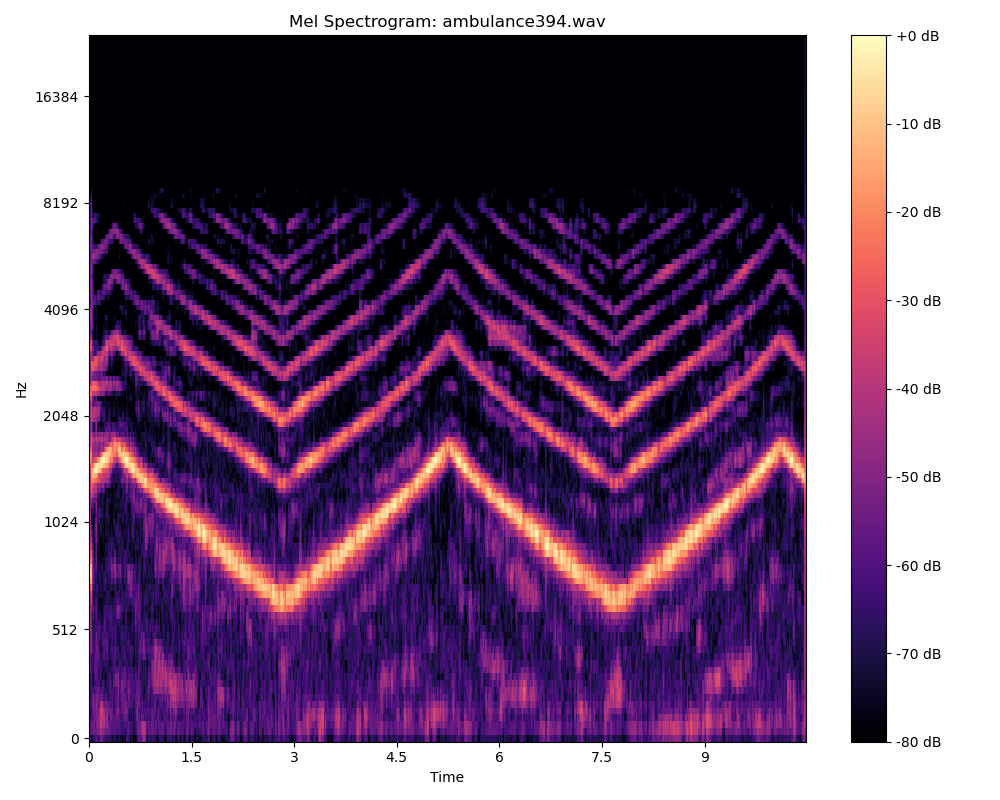 Mel Spectrogram: ambulance394.wav
Hz
16384
8192
4096
2048
1024
512
0
0 1.5 3 4.5 6 7.5 9
Time
+0 dB
-10 dB
-20 dB
-30 dB
-40 dB
-50 dB
-60 dB
-70 dB
-80 dB